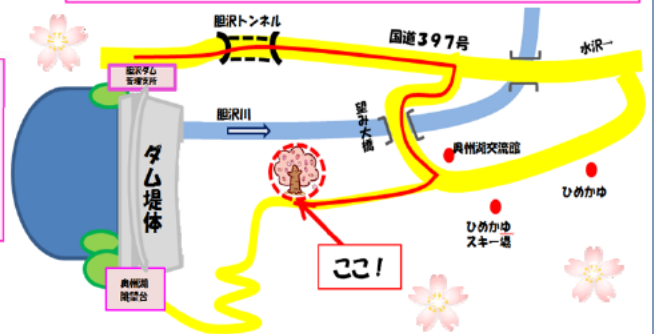 胆沢トンネル
国道397号
水沢→
胆沢ダム
管理支所
胆沢川
望み大橋
ダム堤体
奥州湖交流館
ひめかゆ
ひめかゆ
スキー場
ここ!
奥州湖
眺望台